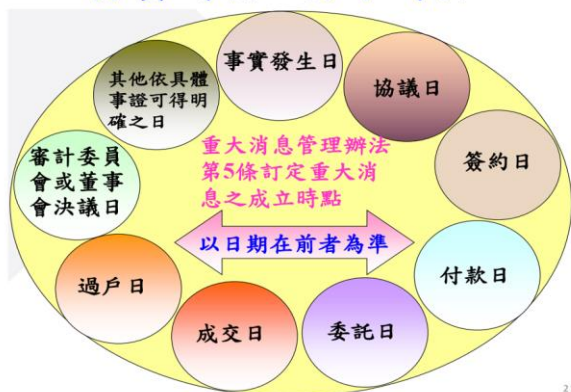 事實發生日
協議日
簽約日
付款日
委託日
成交日
過戶日
審計委員
會或董事
會決議日
其他依具體
事證可得明
確之日
重大消息管理辦法
第5條訂定重大消
息之成立時點
以日期在前者為準
2